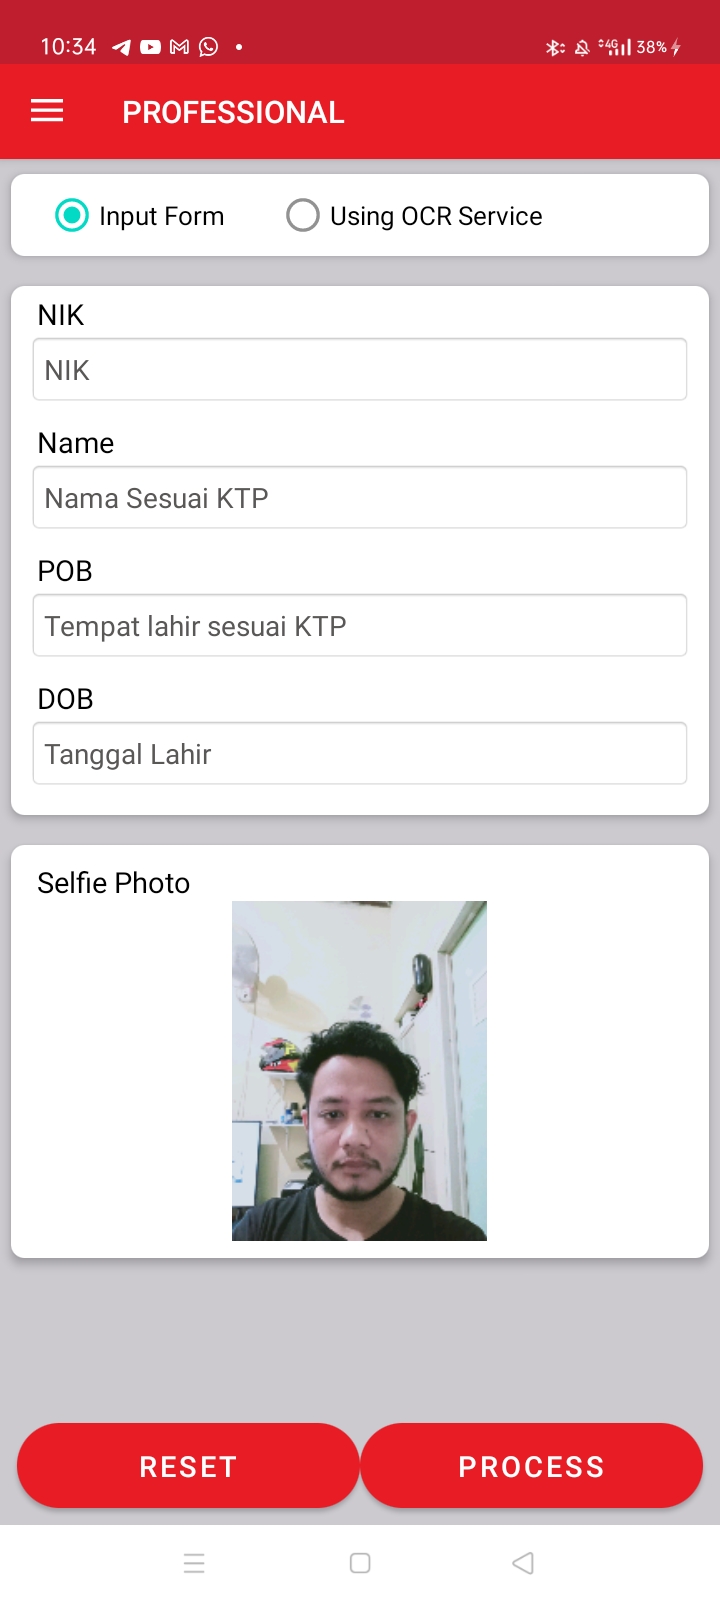 10:34 4G 38%
PROFESSIONAL
Input Form Using OCR Service
NIK
NIK
Name
Nama Sesuai KTP
POB
Tempat lahir sesuai KTP
DOB
Tanggal Lahir
Selfie Photo
RESET PROCESS